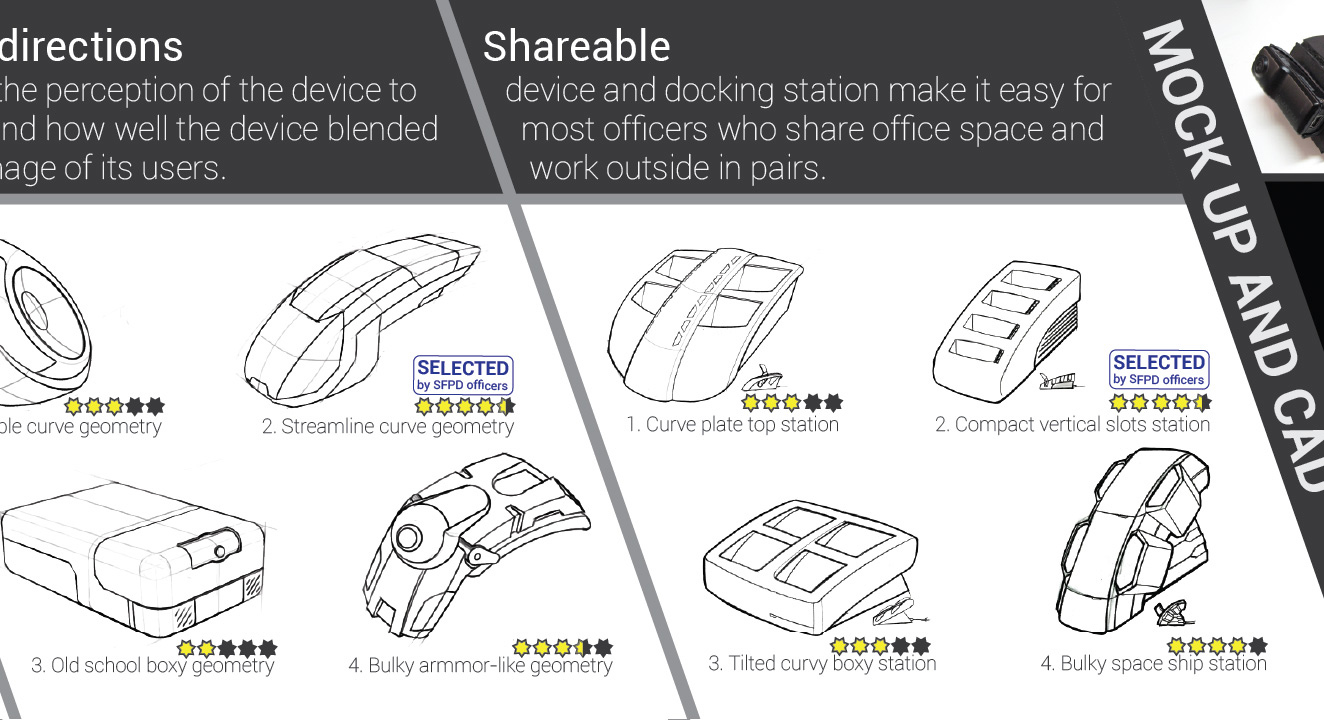 directions
the perception of the device to
nd how well the device blended
age of its users.
Shareable
device and docking station make it easy for
most officers who share office space and
work outside in pairs.
MOCK UP AND CAD
SELECTED
by SFPD officers
ble curve geometry
2. Streamline curve geometry
SELECTED
by SFPD officers
1. Curve plate top station
2. Compact vertical slots station
3. Old school boxy geometry
4. Bulky armmor-like geometry
3. Tilted curvy boxy station
4. Bulky space ship station